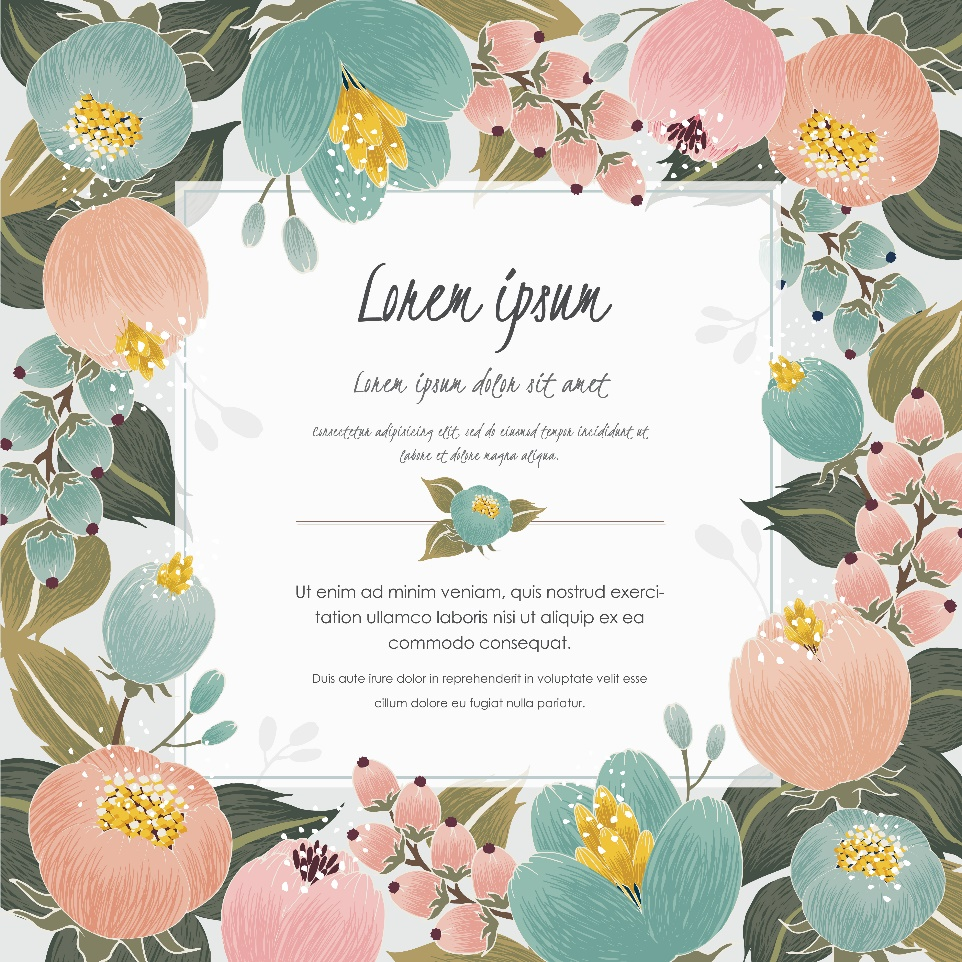 Lorem ipsum
Lorem ipsum dolor sit amet
Consectetur adipisicing elit, sed do eiusmod tempor incididunt ut
labore et dolore magna aliqua.
Ut enim ad minim veniam, quis nostrud exerci-
tation ullamco laboris nisi ut aliquip ex ea
commodo consequat.
Duis aute irure dolor in reprehenderit in voluptate velit esse
cillum dolore eu fugiat nulla pariatur.